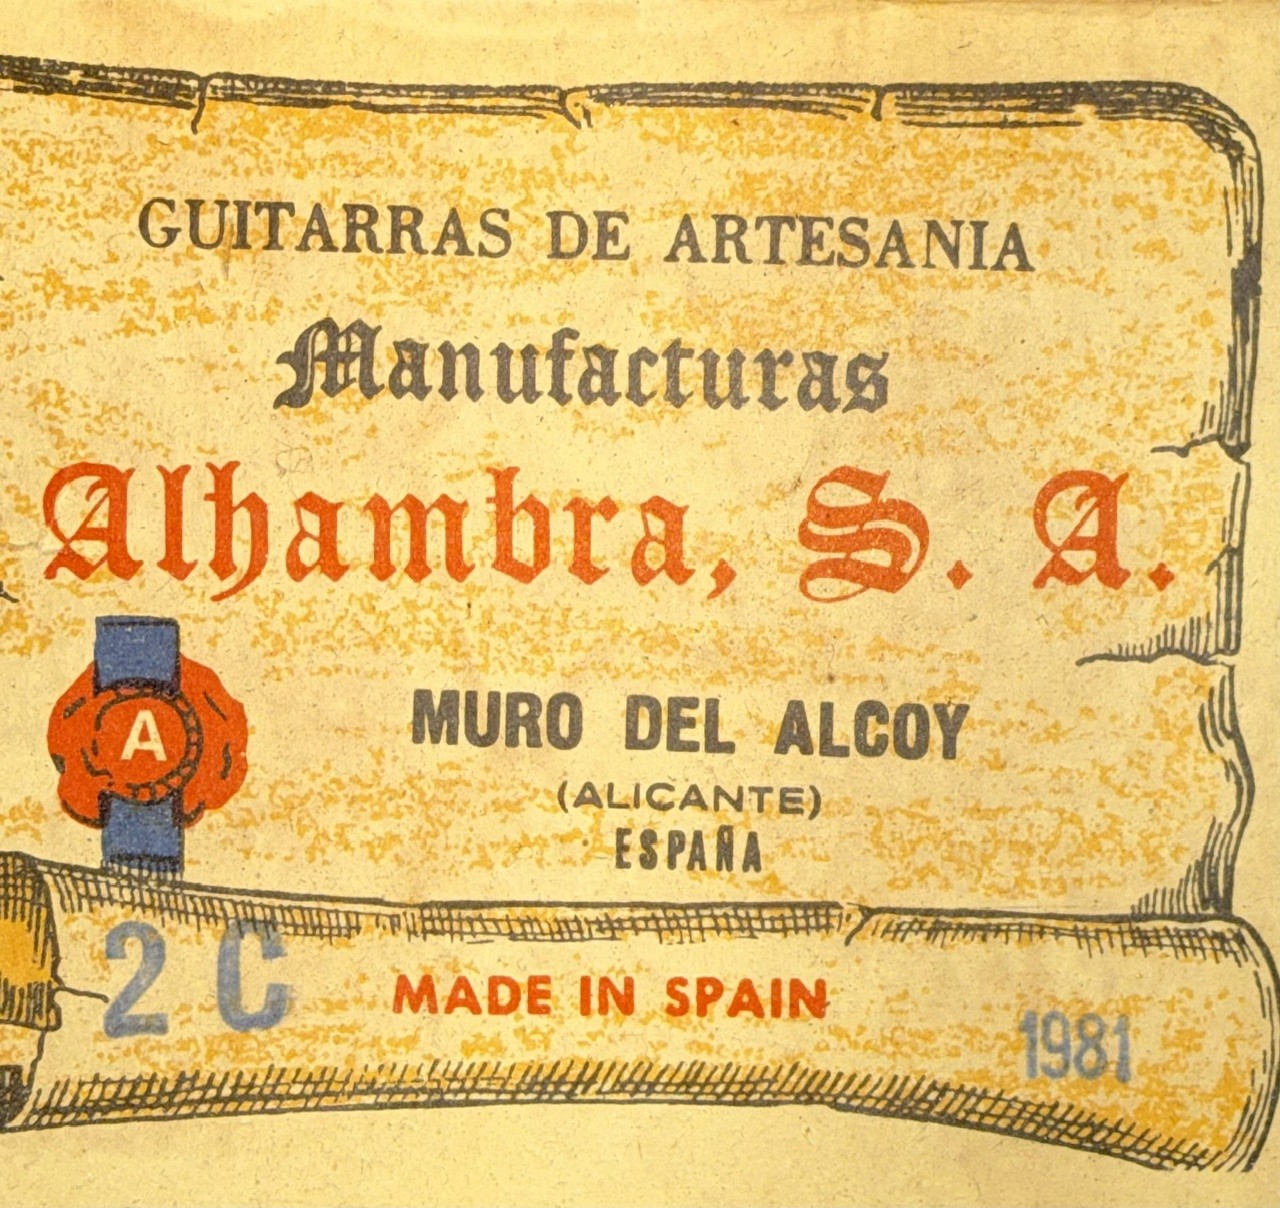 GUITARRAS DE ARTESANIA
Manufacturas
Alhambra, S. A.
A
MURO DEL ALCOY
(ALICANTE)
ESPAÑA
2 C
MADE IN SPAIN
1981